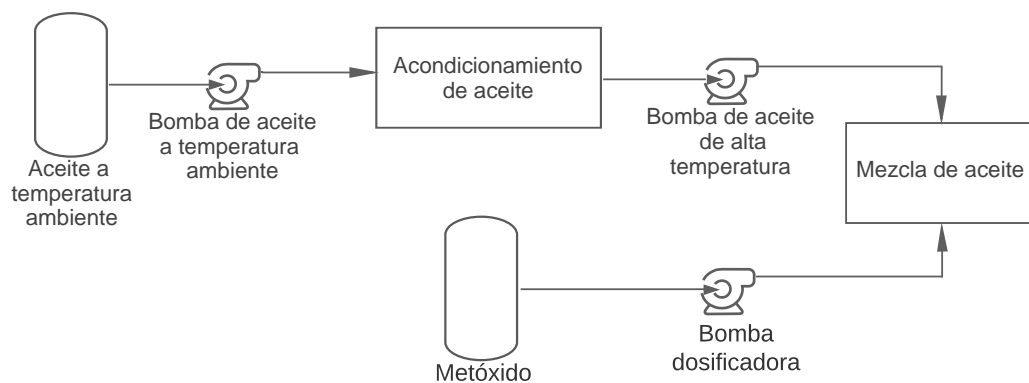 Aceite a
temperatura
ambiente
Bomba de aceite
a temperatura
ambiente
Acondicionamiento
de aceite
Bomba de aceite
de alta
temperatura
Mezcla de aceite
Metóxido
Bomba
dosificadora